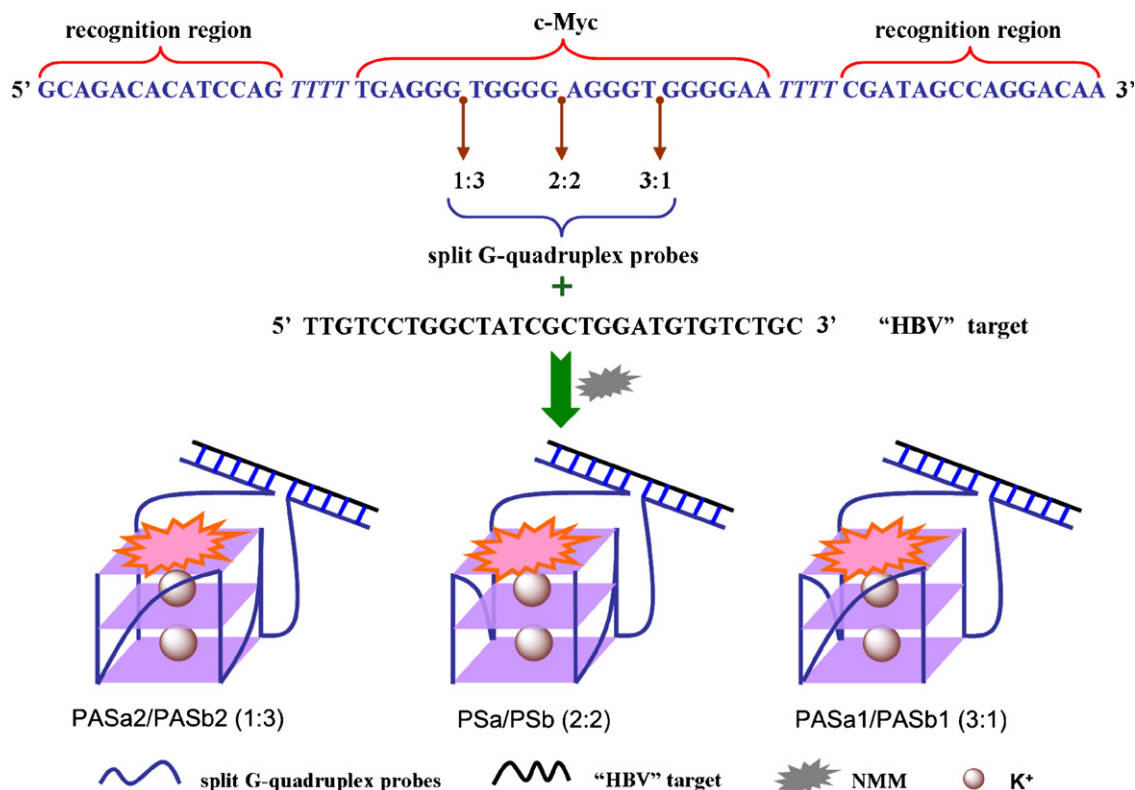 recognition region c-Myc recognition region
5’ GCAGACACATCCAG TTTT TGAGGG TGGGG AGGGT GGGGAA TTTT CGATAGCCAGGACAA 3’
1:3 2:2 3:1
split G-quadruplex probes
+
5’ TTGTCCTGGCTATCGCTGGATGTGTCTGC 3’ “HBV” target
PASa2/PASb2 (1:3) PSa/PSb (2:2) PASa1/PASb1 (3:1)
split G-quadruplex probes “HBV” target NMM K+